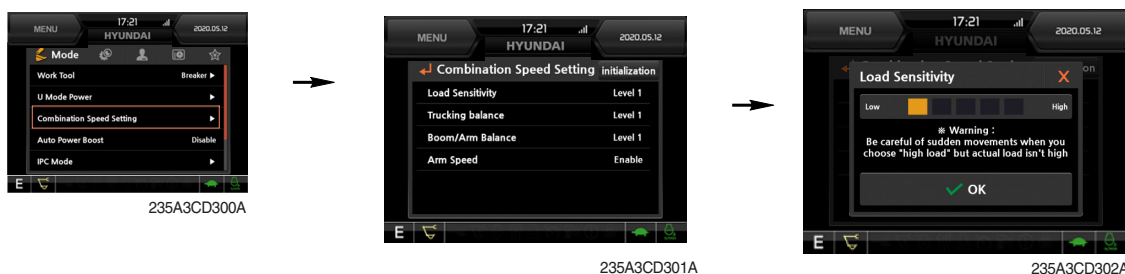 MENU 17:21 2020.05.12
HYUNDAI
Mode
Work Tool Breaker ▶
U Mode Power ▶
Combination Speed Setting ▶
Auto Power Boost Disable
IPC Mode ▶
E
235A3CD300A
MENU 17:21 2020.05.12
HYUNDAI
Combination Speed Setting initialization
Load Sensitivity Level 1
Trucking balance Level 1
Boom/Arm Balance Level 1
Arm Speed Enable
E
235A3CD301A
MENU 17:21 2020.05.12
HYUNDAI
Load Sensitivity X
Low High
※ Warning :
Be careful of sudden movements when you
choose "high load" but actual load isn't high
OK
E
235A3CD302A